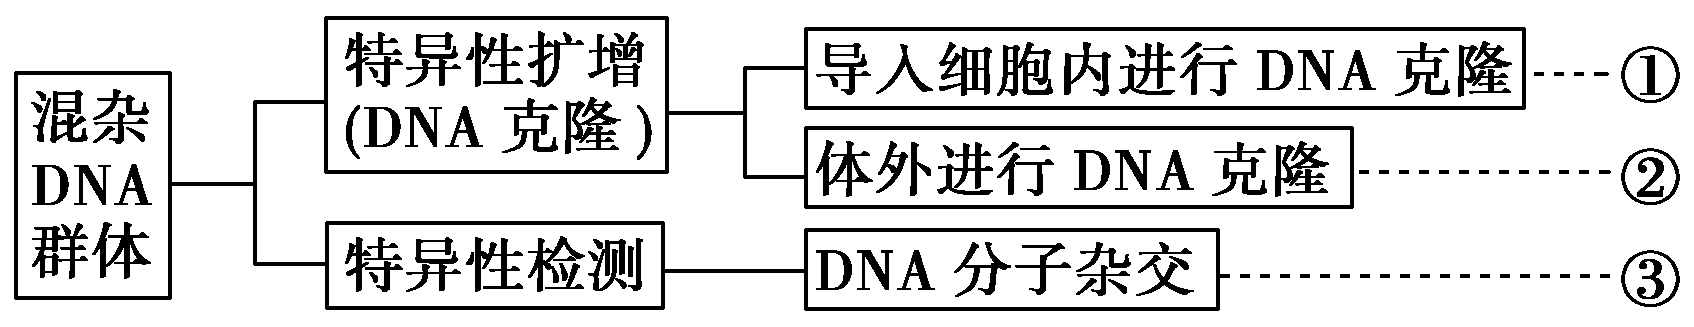 混杂
DNA
群体
特异性扩增
(DNA 克隆)
特异性检测
导入细胞内进行 DNA 克隆
体外进行 DNA 克隆
DNA 分子杂交
①
②
③